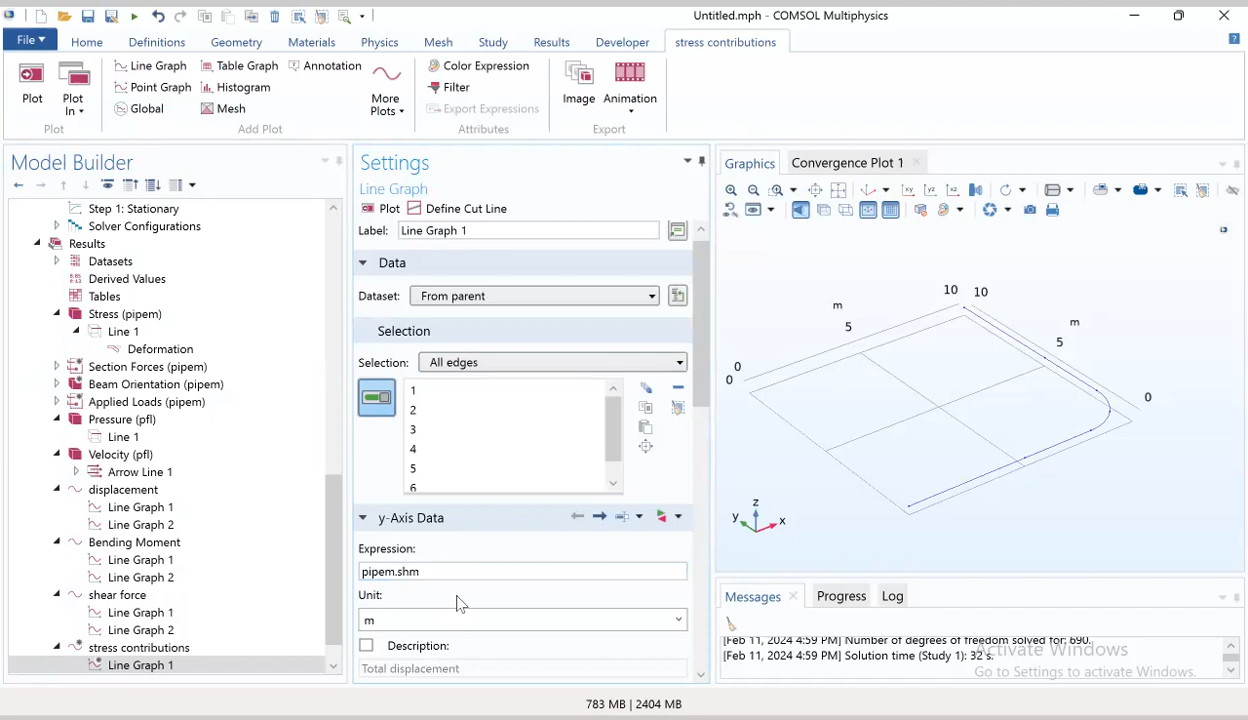 Untitled.mph - COMSOL Multiphysics
File
Home
Definitions
Geometry
Materials
Physics
Mesh
Study
Results
Developer
stress contributions
Plot
Plot
In
Plot
Line Graph
Point Graph
Global
Table Graph
Histogram
Mesh
Annotation
More
Plots
Add Plot
Color Expression
Filter
Export Expressions
Attributes
Image
Animation
Export
Model Builder
Step 1: Stationary
Solver Configurations
Results
Datasets
8.85
e-12
Derived Values
Tables
Stress (pipem)
Line 1
Deformation
Section Forces (pipem)
Beam Orientation (pipem)
Applied Loads (pipem)
Pressure (pfl)
Line 1
Velocity (pfl)
Arrow Line 1
displacement
Line Graph 1
Line Graph 2
Bending Moment
Line Graph 1
Line Graph 2
shear force
Line Graph 1
Line Graph 2
stress contributions
Line Graph 1
Settings
Line Graph
Plot
Define Cut Line
Label: Line Graph 1
Data
Dataset: From parent
Selection
Selection: All edges
1
2
3
4
5
6
y-Axis Data
Expression:
pipem.shm
Unit:
m
Description:
Total displacement
Graphics
Convergence Plot 1
xy
yz
xz
10
10
m
5
m
5
0
0
0
z
y
x
Messages
Progress
Log
[Feb 11, 2024 4:59 PM] Number of degrees of freedom solved for: 690.
[Feb 11, 2024 4:59 PM] Solution time (Study 1): 32 s.
Activate Windows
Go to Settings to activate Windows.
783 MB | 2404 MB